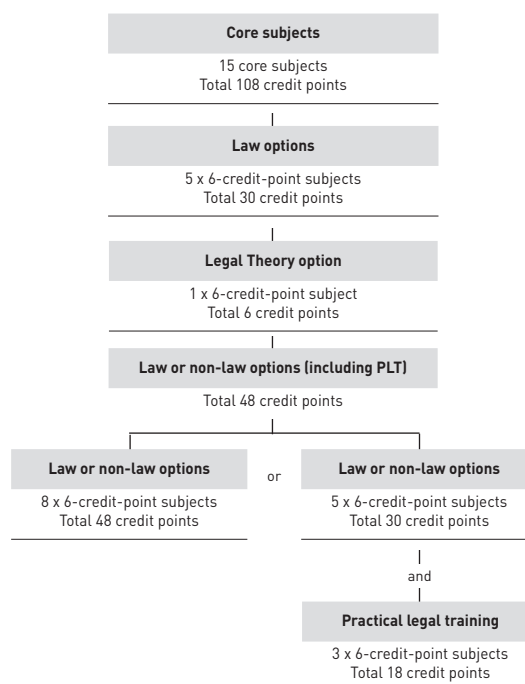 Core subjects
15 core subjects
Total 108 credit points
Law options
5 x 6-credit-point subjects
Total 30 credit points
Legal Theory option
1 x 6-credit-point subject
Total 6 credit points
Law or non-law options (including PLT)
Total 48 credit points
Law or non-law options
8 x 6-credit-point subjects
Total 48 credit points
or
Law or non-law options
5 x 6-credit-point subjects
Total 30 credit points
and
Practical legal training
3 x 6-credit-point subjects
Total 18 credit points